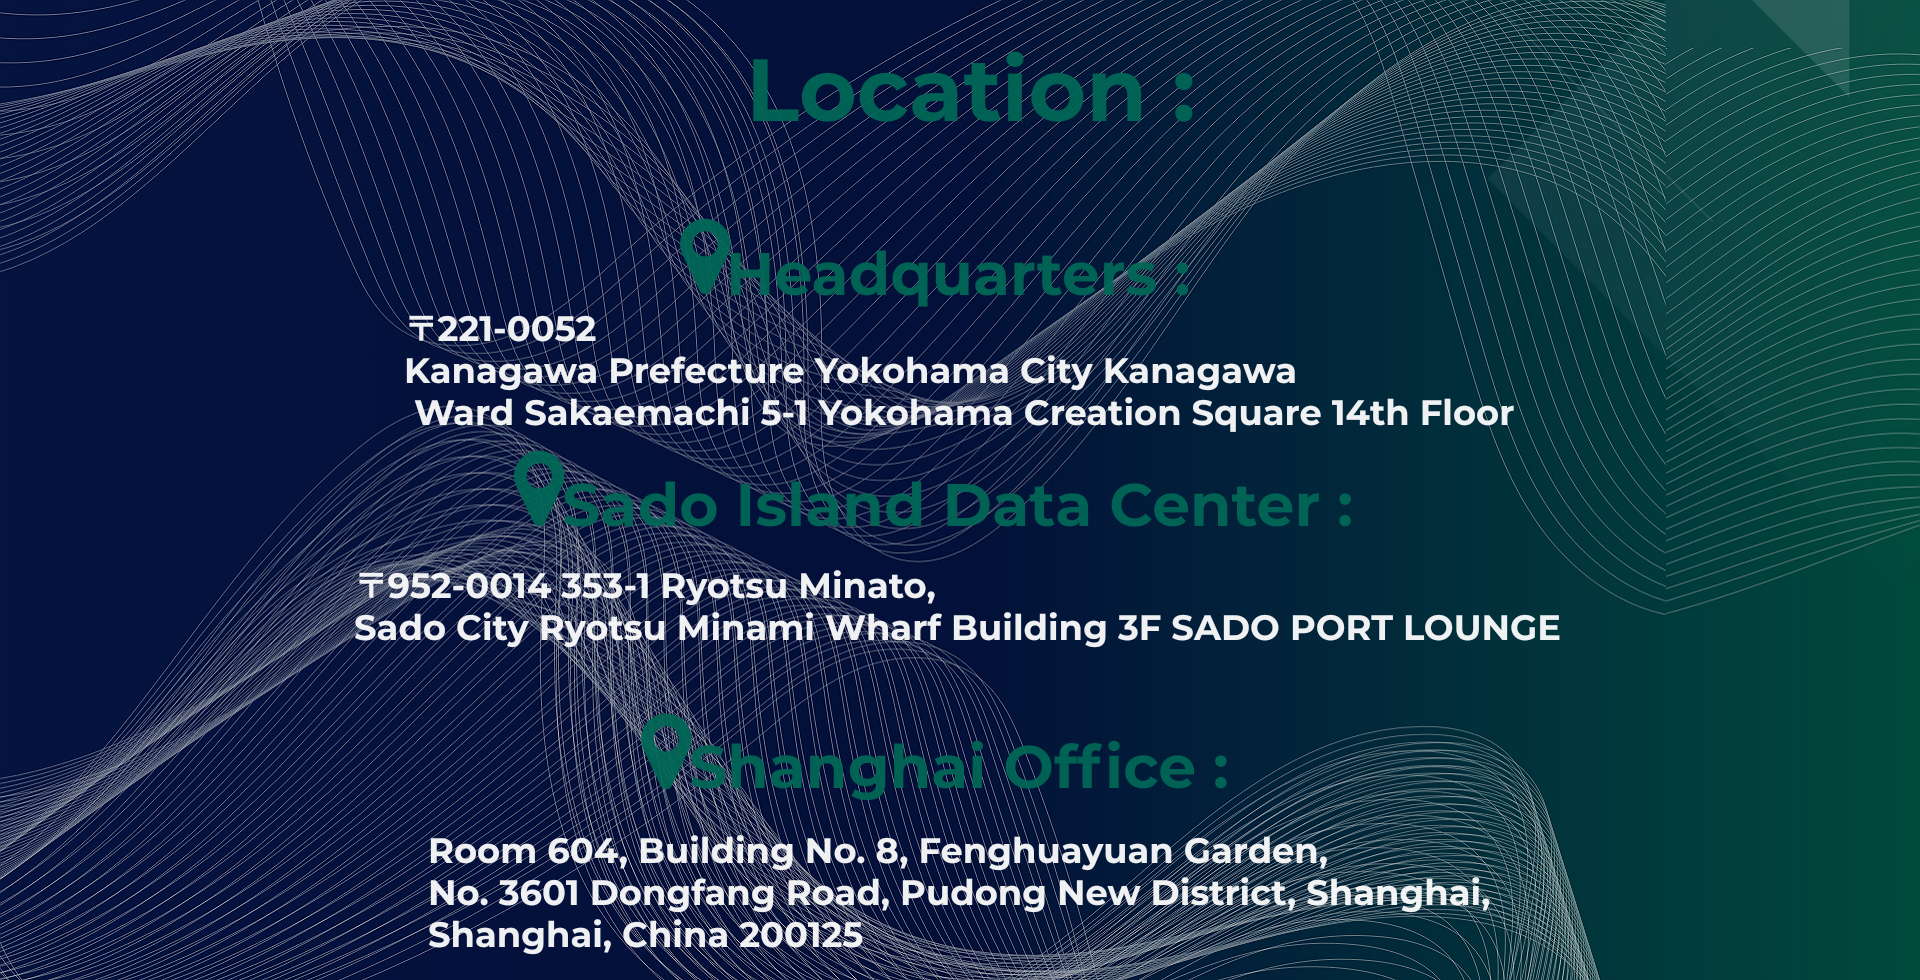 Location :
Headquarters :
〒221-0052
Kanagawa Prefecture Yokohama City Kanagawa
Ward Sakaemachi 5-1 Yokohama Creation Square 14th Floor
Sado Island Data Center :
〒952-0014 353-1 Ryotsu Minato,
Sado City Ryotsu Minami Wharf Building 3F SADO PORT LOUNGE
Shanghai Office :
Room 604, Building No. 8, Fenghuayuan Garden,
No. 3601 Dongfang Road, Pudong New District, Shanghai,
Shanghai, China 200125